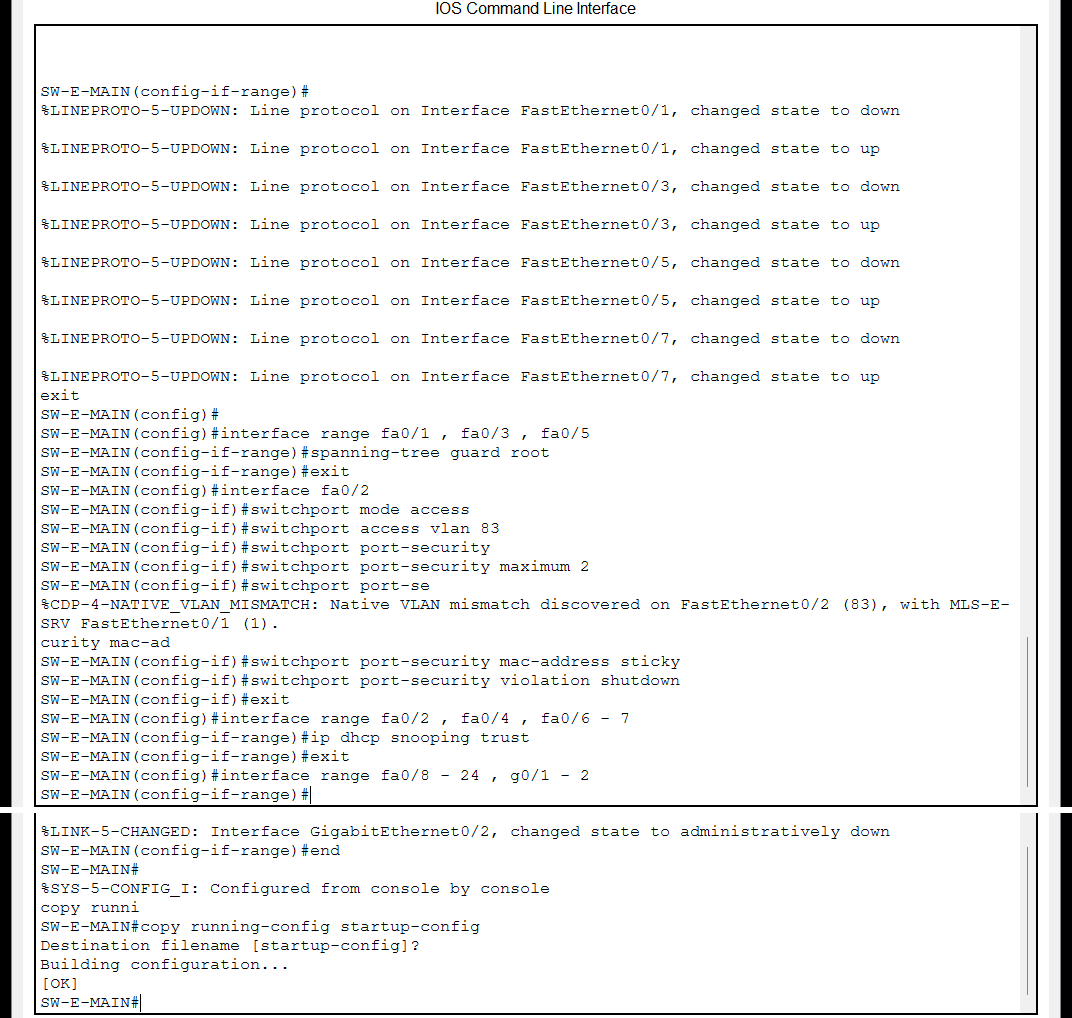 IOS Command Line Interface
SW-E-MAIN(config-if-range)#
%LINEPROTO-5-UPDOWN: Line protocol on Interface FastEthernet0/1, changed state to down
%LINEPROTO-5-UPDOWN: Line protocol on Interface FastEthernet0/1, changed state to up
%LINEPROTO-5-UPDOWN: Line protocol on Interface FastEthernet0/3, changed state to down
%LINEPROTO-5-UPDOWN: Line protocol on Interface FastEthernet0/3, changed state to up
%LINEPROTO-5-UPDOWN: Line protocol on Interface FastEthernet0/5, changed state to down
%LINEPROTO-5-UPDOWN: Line protocol on Interface FastEthernet0/5, changed state to up
%LINEPROTO-5-UPDOWN: Line protocol on Interface FastEthernet0/7, changed state to down
%LINEPROTO-5-UPDOWN: Line protocol on Interface FastEthernet0/7, changed state to up
exit
SW-E-MAIN(config)#
SW-E-MAIN(config)#interface range fa0/1 , fa0/3 , fa0/5
SW-E-MAIN(config-if-range)#spanning-tree guard root
SW-E-MAIN(config-if-range)#exit
SW-E-MAIN(config)#interface fa0/2
SW-E-MAIN(config-if)#switchport mode access
SW-E-MAIN(config-if)#switchport access vlan 83
SW-E-MAIN(config-if)#switchport port-security
SW-E-MAIN(config-if)#switchport port-security maximum 2
SW-E-MAIN(config-if)#switchport port-se
%CDP-4-NATIVE_VLAN_MISMATCH: Native VLAN mismatch discovered on FastEthernet0/2 (83), with MLS-E-
SRV FastEthernet0/1 (1).
curity mac-ad
SW-E-MAIN(config-if)#switchport port-security mac-address sticky
SW-E-MAIN(config-if)#switchport port-security violation shutdown
SW-E-MAIN(config-if)#exit
SW-E-MAIN(config)#interface range fa0/2 , fa0/4 , fa0/6 - 7
SW-E-MAIN(config-if-range)#ip dhcp snooping trust
SW-E-MAIN(config-if-range)#exit
SW-E-MAIN(config)#interface range fa0/8 - 24 , g0/1 - 2
SW-E-MAIN(config-if-range)#
%LINK-5-CHANGED: Interface GigabitEthernet0/2, changed state to administratively down
SW-E-MAIN(config-if-range)#end
SW-E-MAIN#
%SYS-5-CONFIG_I: Configured from console by console
copy runni
SW-E-MAIN#copy running-config startup-config
Destination filename [startup-config]?
Building configuration...
[OK]
SW-E-MAIN#